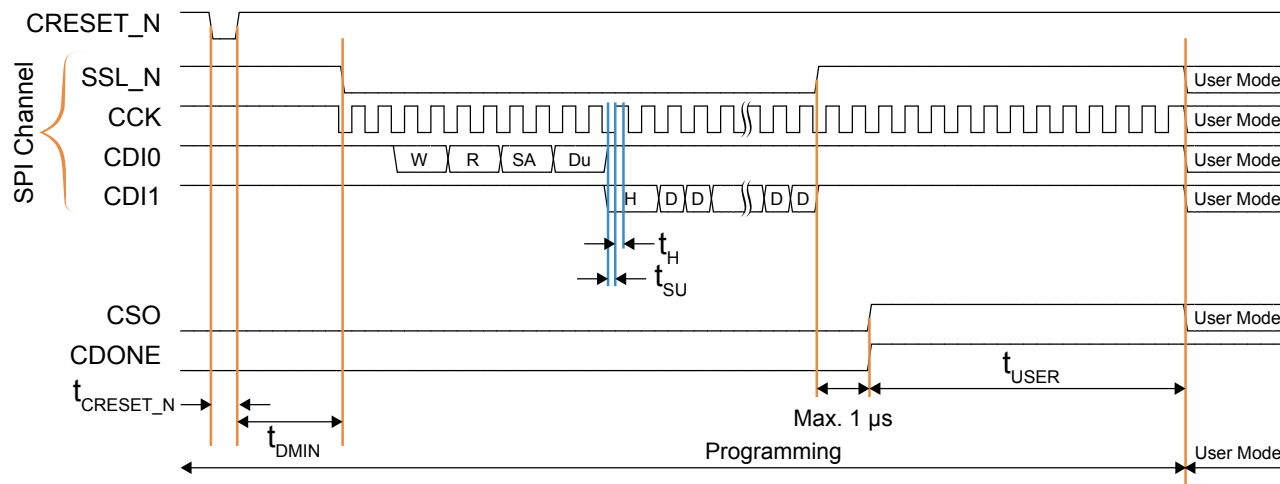 CRESET_N
SPI Channel
SSL_N
User Mode
CCK
User Mode
CDI0
W R SA Du
User Mode
CDI1
H D D D D
User Mode
tH
tSU
CSO
User Mode
CDONE
tCRESET_N
tDMIN
Max. 1 µs
tUSER
Programming
User Mode